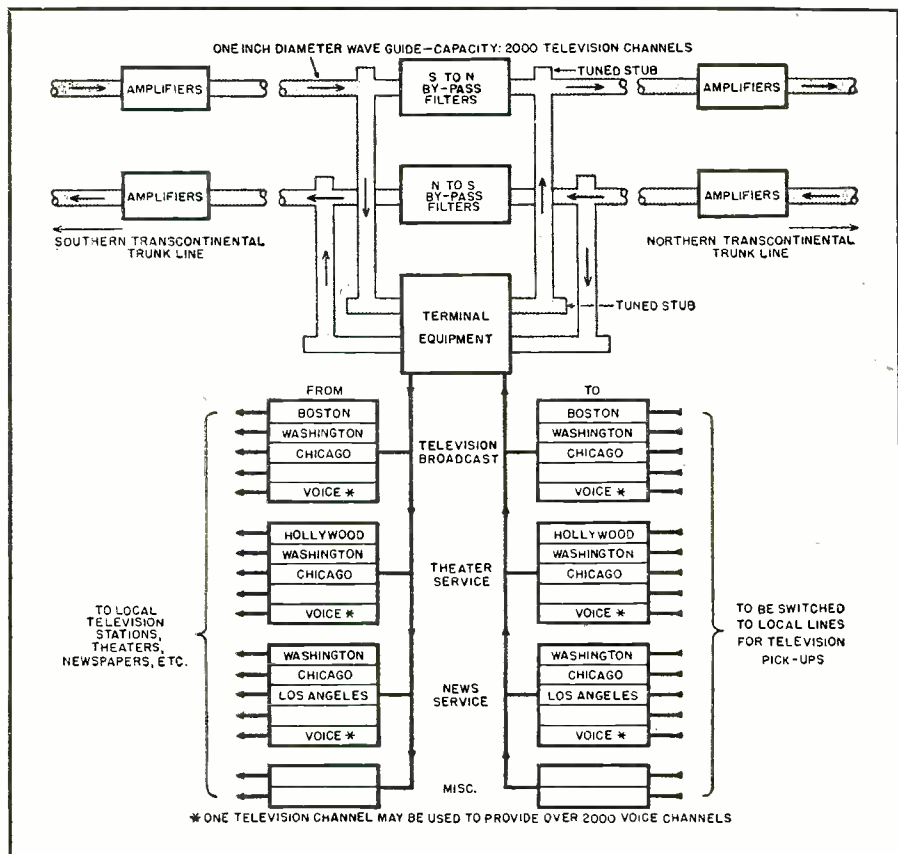 ONE INCH DIAMETER WAVE GUIDE—CAPACITY: 2000 TELEVISION CHANNELS
AMPLIFIERS
S TO N
BY-PASS
FILTERS
TUNED STUB
AMPLIFIERS
AMPLIFIERS
N TO S
BY-PASS
FILTERS
AMPLIFIERS
SOUTHERN TRANSCONTINENTAL
TRUNK LINE
NORTHERN TRANSCONTINENTAL
TRUNK LINE
TERMINAL
EQUIPMENT
TUNED STUB
FROM
BOSTON
WASHINGTON
CHICAGO
VOICE *
TELEVISION
BROADCAST
TO
BOSTON
WASHINGTON
CHICAGO
VOICE *
HOLLYWOOD
WASHINGTON
CHICAGO
VOICE *
THEATER
SERVICE
HOLLYWOOD
WASHINGTON
CHICAGO
VOICE *
TO LOCAL
TELEVISION
STATIONS,
THEATERS,
NEWSPAPERS, ETC.
TO BE SWITCHED
TO LOCAL LINES
FOR TELEVISION
PICK-UPS
WASHINGTON
CHICAGO
LOS ANGELES
VOICE *
NEWS
SERVICE
WASHINGTON
CHICAGO
LOS ANGELES
VOICE *
MISC.
* ONE TELEVISION CHANNEL MAY BE USED TO PROVIDE OVER 2000 VOICE CHANNELS